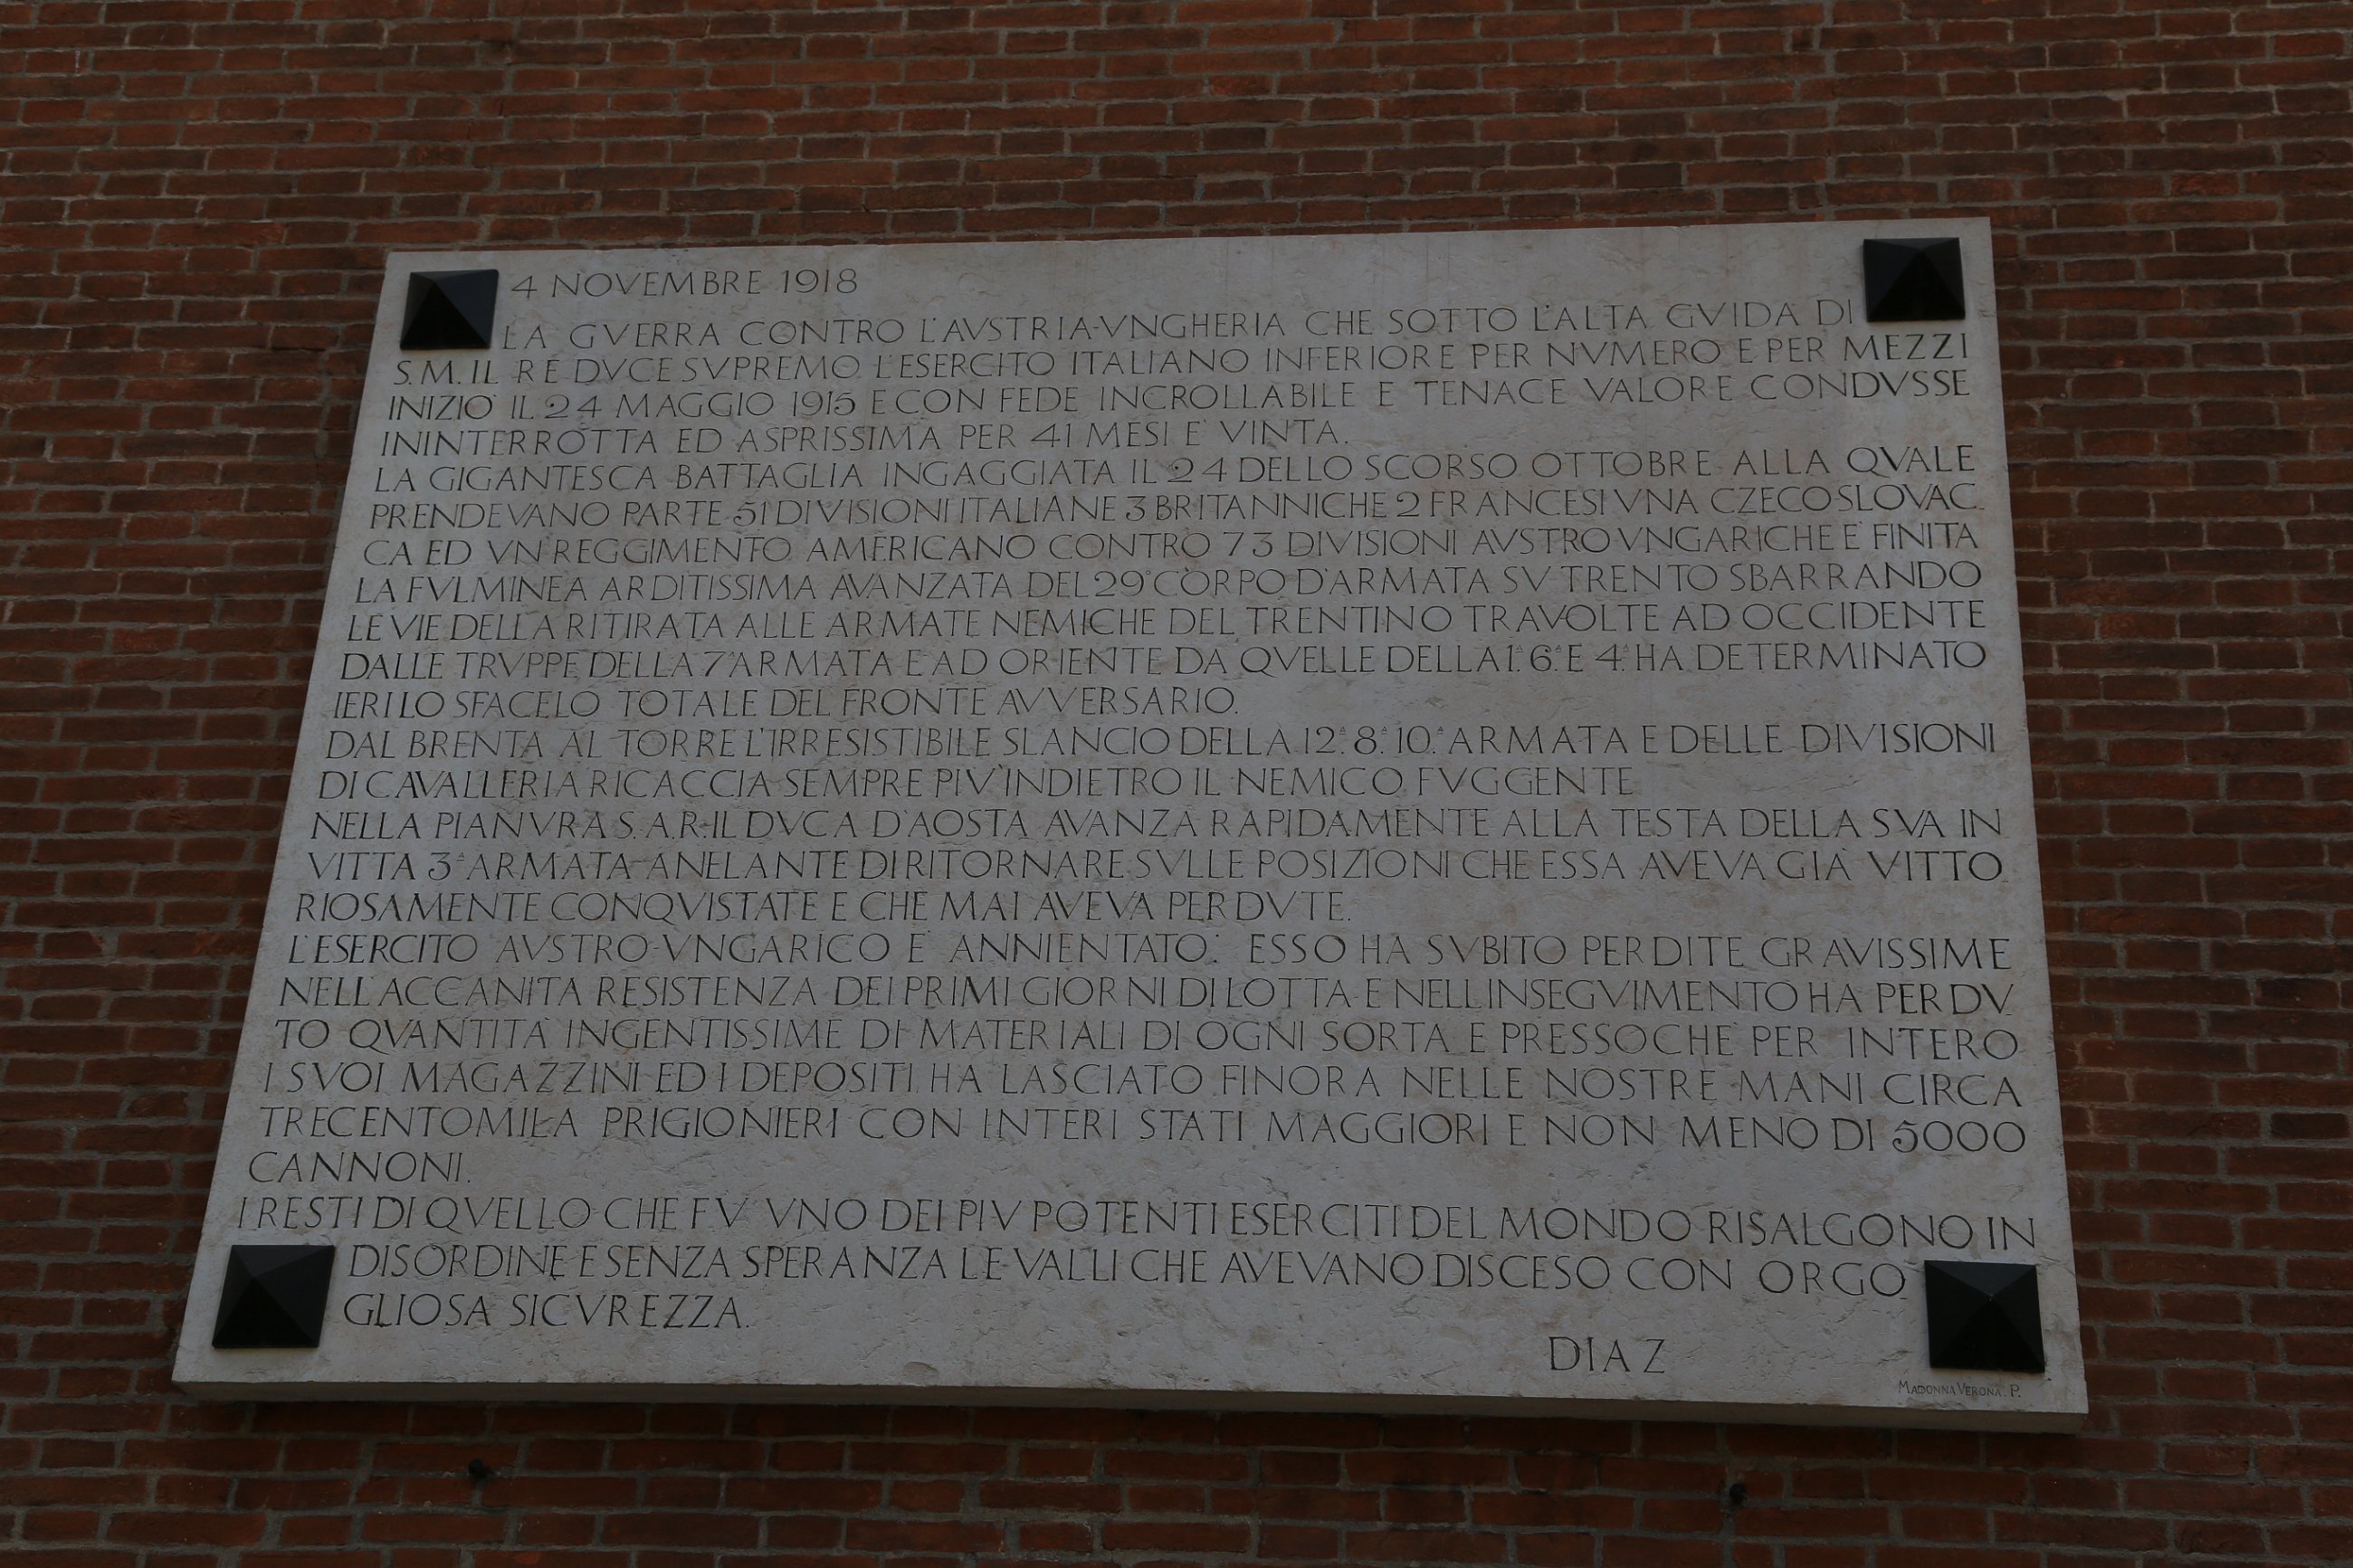 4 NOVEMBRE 1918
LA GVERRA CONTRO L'AVSTRIA-VNGHERIA CHE SOTTO L'ALTA GVIDA DI
S.M. IL RE DVCE SVPREMO L'ESERCITO ITALIANO INFERIORE PER NVMERO E PER MEZZI
INIZIÒ IL 24 MAGGIO 1915 E CON FEDE INCROLLABILE E TENACE VALORE CONDVSSE
ININTERROTTA ED ASPRISSIMA PER 41 MESI E' VINTA.
LA GIGANTESCA BATTAGLIA INGAGGIATA IL 24 DELLO SCORSO OTTOBRE ALLA QVALE
PRENDEVANO PARTE 51 DIVISIONI ITALIANE 3 BRITANNICHE 2 FRANCESI VNA CZECOSLOVAC
CA ED VN REGGIMENTO AMERICANO CONTRO 73 DIVISIONI AVSTROVNGARICHE E' FINITA
LA FVLMINEA ARDITISSIMA AVANZATA DEL 29° CORPO D'ARMATA SV TRENTO SBARRANDO
LE VIE DELLA RITIRATA ALLE ARMATE NEMICHE DEL TRENTINO TRAVOLTE AD OCCIDENTE
DALLE TRVPPE DELLA 7ª ARMATA E AD ORIENTE DA QVELLE DELLA 1ª 6ª E 4ª HA DETERMINATO
IERI LO SFACELO TOTALE DEL FRONTE AVVERSARIO.
DAL BRENTA AL TORRE L'IRRESISTIBILE SLANCIO DELLA 12ª 8ª 10ª ARMATA E DELLE DIVISIONI
DI CAVALLERIA RICACCIA SEMPRE PIV' INDIETRO IL NEMICO FVGGENTE
NELLA PIANVRA S.A.R. IL DVCA D'AOSTA AVANZA RAPIDAMENTE ALLA TESTA DELLA SVA IN
VITTA 3ª ARMATA ANELANTE DI RITORNARE SVLLE POSIZIONI CHE ESSA AVEVA GIÀ VITTO
RIOSAMENTE CONQVISTATE E CHE MAI AVEVA PERDVTE.
L'ESERCITO AVSTRO-VNGARICO E' ANNIENTATO: ESSO HA SVBITO PERDITE GRAVISSIME
NELL'ACCANITA RESISTENZA DEI PRIMI GIORNI DI LOTTA E NELL'INSEGVIMENTO HA PERDV
TO QVANTITÀ INGENTISSIME DI MATERIALI DI OGNI SORTA E PRESSOCHE' PER INTERO
I SVOI MAGAZZINI ED I DEPOSITI HA LASCIATO FINORA NELLE NOSTRE MANI CIRCA
TRECENTOMILA PRIGIONIERI CON INTERI STATI MAGGIORI E NON MENO DI 5000
CANNONI.
I RESTI DI QVELLO CHE FV VNO DEI PIV POTENTI ESERCITI DEL MONDO RISALGONO IN
DISORDINE E SENZA SPERANZA LE VALLI CHE AVEVANO DISCESO CON ORGO
GLIOSA SICVREZZA.
DIAZ
MADONNA VERONA. P.